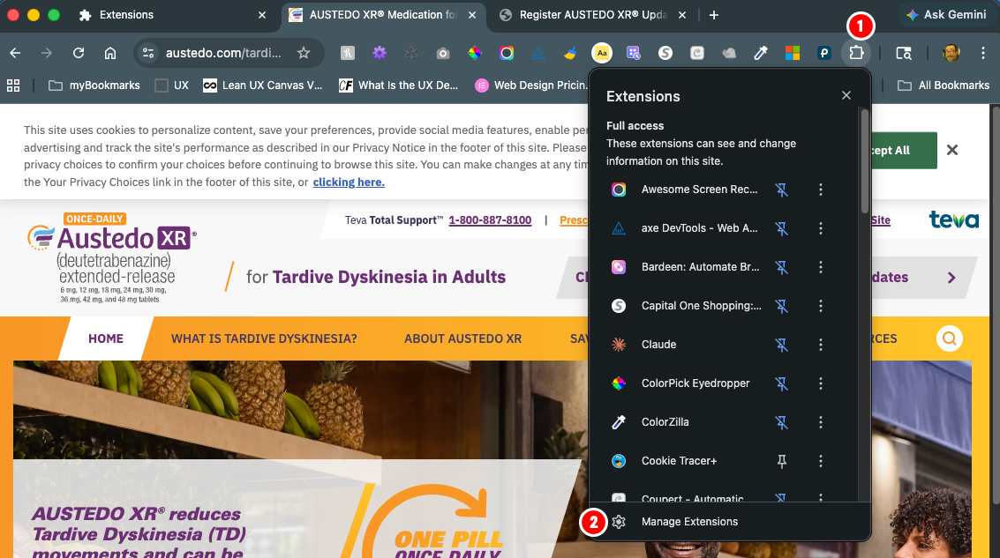 Extensions
AUSTEDO XR® Medication fo
Register AUSTEDO XR® Upda
Ask Gemini
1
austedo.com/tardi...
Aa
myBookmarks
UX
Lean UX Canvas V...
CF
What Is the UX De...
Web Design Pricin.
All Bookmarks
Extensions
Full access
These extensions can see and change
information on this site.
Awesome Screen Rec...
axe DevTools - Web A...
Bardeen: Automate Br...
Capital One Shopping:...
Claude
ColorPick Eyedropper
ColorZilla
Cookie Tracer+
Coupert - Automatic
2
Manage Extensions
This site uses cookies to personalize content, save your preferences, provide social media features, enable per
advertising and track the site's performance as described in our Privacy Notice in the footer of this site. Please
privacy choices to confirm your choices before continuing to browse this site. You can make changes at any tim
the Your Privacy Choices link in the footer of this site, or clicking here.
cept All
ONCE-DAILY
Austedo XR®
(deutetrabenazine)
extended-release
6 mg, 12 mg, 18 mg, 24 mg, 30 mg,
36 mg, 42 mg, and 48 mg tablets
Teva Total Support™ 1-800-887-8100 | Presc
Site
teva
for Tardive Dyskinesia in Adults
Cl
dates
HOME
WHAT IS TARDIVE DYSKINESIA?
ABOUT AUSTEDO XR
SAV
RCES
AUSTEDO XR® reduces
Tardive Dyskinesia (TD)
movements and can be
ONE PILL
ONCE DAILY